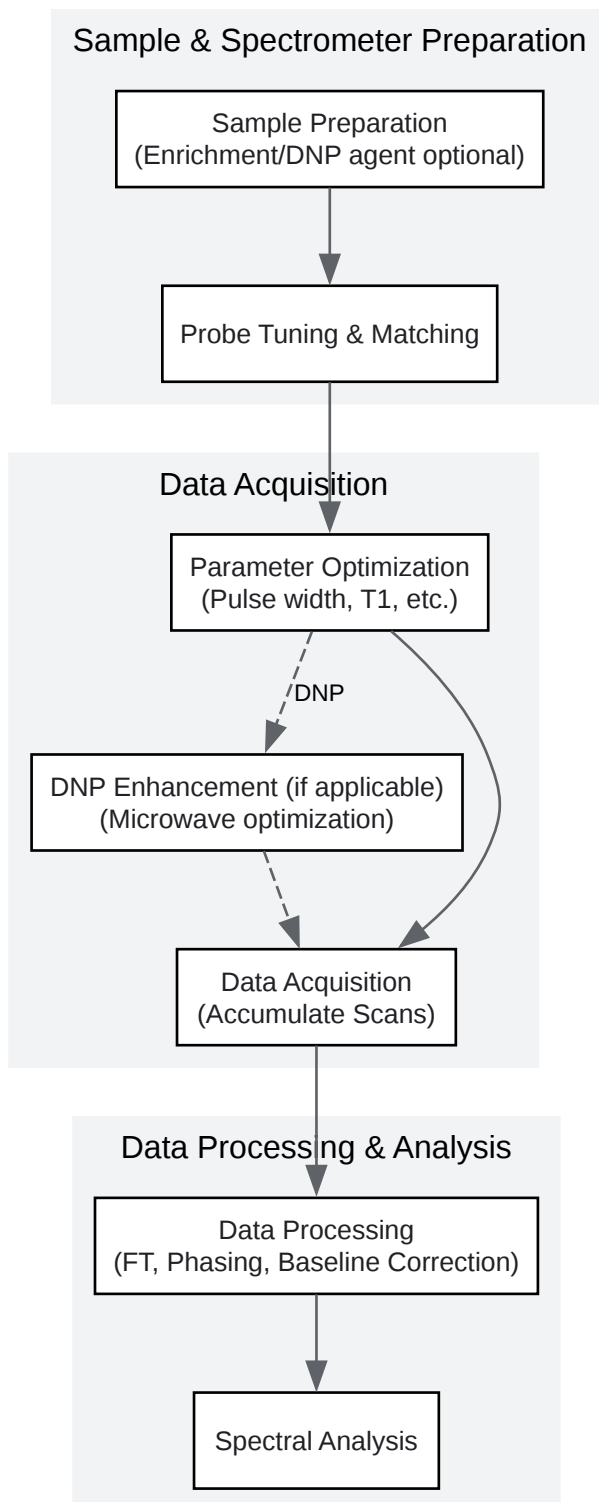 Sample & Spectrometer Preparation
Sample Preparation
(Enrichment/DNP agent optional)
Probe Tuning & Matching
Data Acquisition
Parameter Optimization
(Pulse width, T1, etc.)
DNP
DNP Enhancement (if applicable)
(Microwave optimization)
Data Acquisition
(Accumulate Scans)
Data Processing & Analysis
Data Processing
(FT, Phasing, Baseline Correction)
Spectral Analysis